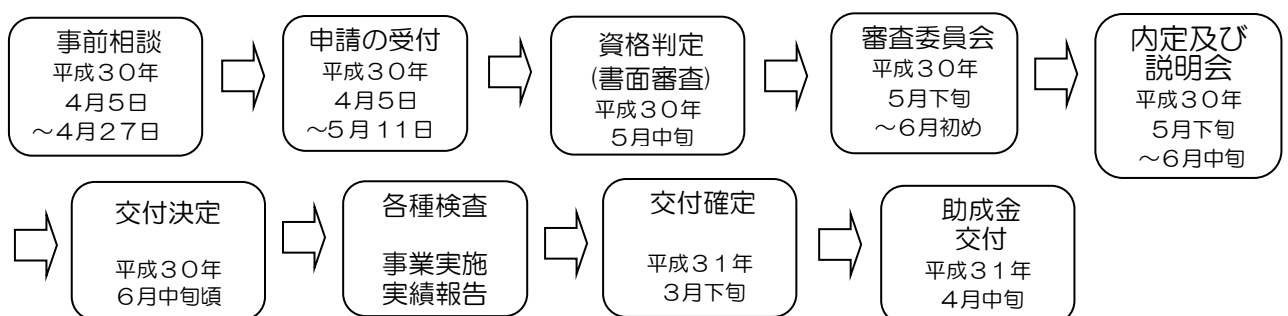 事前相談
平成３０年
４月５日
～４月２７日
申請の受付
平成３０年
４月５日
～５月１１日
資格判定
(書面審査)
平成３０年
５月中旬
審査委員会
平成３０年
５月下旬
～６月初め
内定及び
説明会
平成３０年
５月下旬
～６月中旬
交付決定
平成３０年
６月中旬頃
各種検査
事業実施
実績報告
交付確定
平成３１年
３月下旬
助成金
交付
平成３１年
４月中旬